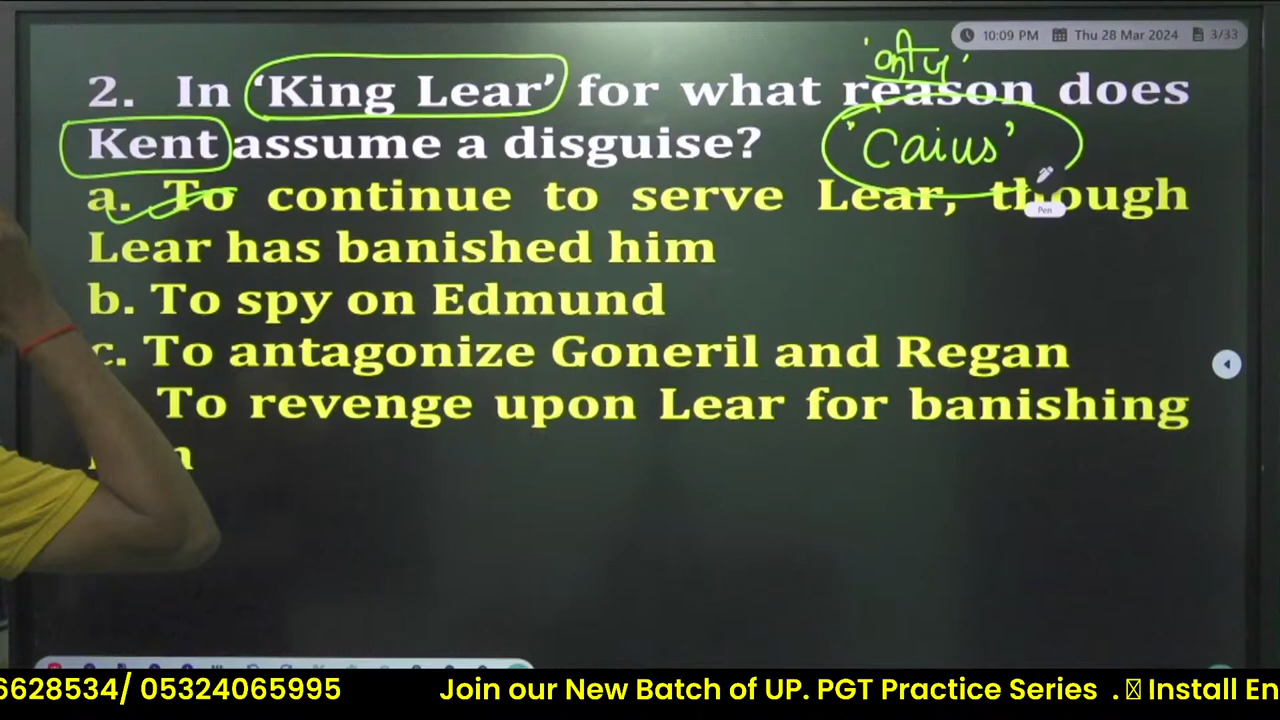 10:09 PM Thu 28 Mar 2024 3/33
2. In ‘King Lear’ for what reason does
Kent assume a disguise?
‘Caius’
a. To continue to serve Lear, though
Pen
Lear has banished him
b. To spy on Edmund
c. To antagonize Goneril and Regan
To revenge upon Lear for banishing
6628534/ 05324065995 Join our New Batch of UP. PGT Practice Series . Install En